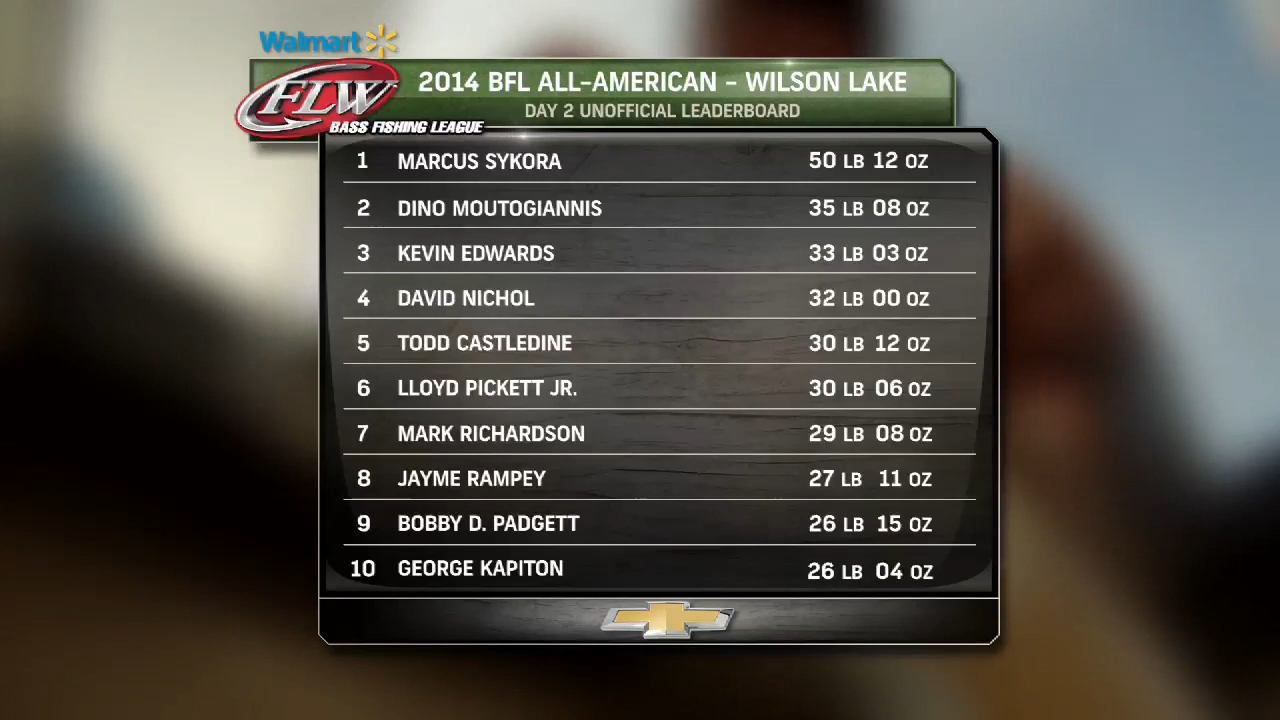 Walmart
FLW
BASS FISHING LEAGUE
2014 BFL ALL-AMERICAN - WILSON LAKE
DAY 2 UNOFFICIAL LEADERBOARD
1 MARCUS SYKORA 50 LB 12 OZ
2 DINO MOUTOGIANNIS 35 LB 08 OZ
3 KEVIN EDWARDS 33 LB 03 OZ
4 DAVID NICHOL 32 LB 00 OZ
5 TODD CASTLEDINE 30 LB 12 OZ
6 LLOYD PICKETT JR. 30 LB 06 OZ
7 MARK RICHARDSON 29 LB 08 OZ
8 JAYME RAMPEY 27 LB 11 OZ
9 BOBBY D. PADGETT 26 LB 15 OZ
10 GEORGE KAPITON 26 LB 04 OZ